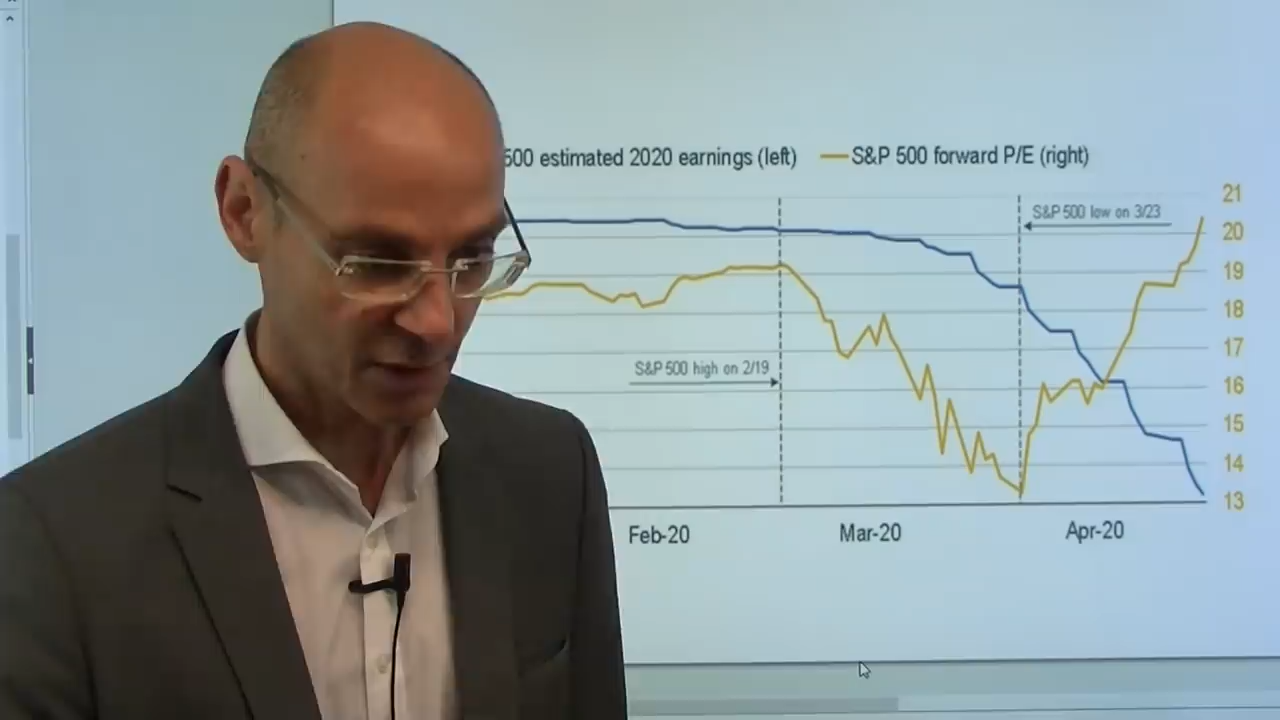 500 estimated 2020 earnings (left) S&P 500 forward P/E (right)
21
S&P 500 low on 3/23
20
19
18
17
S&P 500 high on 2/19
16
15
14
13
Feb-20 Mar-20 Apr-20